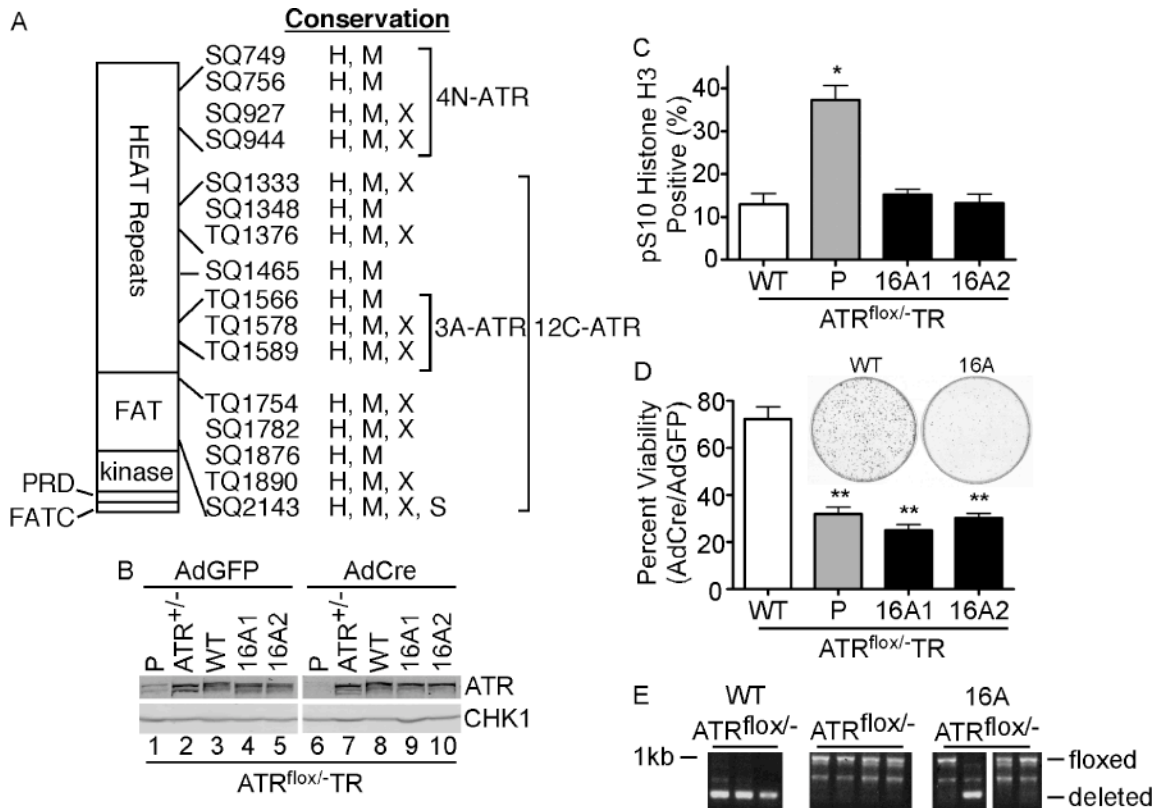 A
Conservation
SQ749 H, M
SQ756 H, M
SQ927 H, M, X
SQ944 H, M, X
4N-ATR
SQ1333 H, M, X
SQ1348 H, M
TQ1376 H, M, X
SQ1465 H, M
TQ1566 H, M
TQ1578 H, M, X
TQ1589 H, M, X
3A-ATR
12C-ATR
TQ1754 H, M, X
SQ1782 H, M, X
SQ1876 H, M
TQ1890 H, M, X
SQ2143 H, M, X, S
HEAT Repeats
FAT
kinase
PRD
FATC
B
AdGFP AdCre
P ATR+/- WT 16A1 16A2 P ATR+/- WT 16A1 16A2
ATR
CHK1
1 2 3 4 5 6 7 8 9 10
ATRflox/-TR
C
pS10 Histone H3
Positive (%)
40
30
20
10
0
*
WT P 16A1 16A2
ATRflox/-TR
D
WT 16A
Percent Viability
(AdCre/AdGFP)
80
60
40
20
0
** ** **
WT P 16A1 16A2
ATRflox/-TR
E
WT 16A
ATRflox/- ATRflox/- ATRflox/-
1kb
floxed
deleted